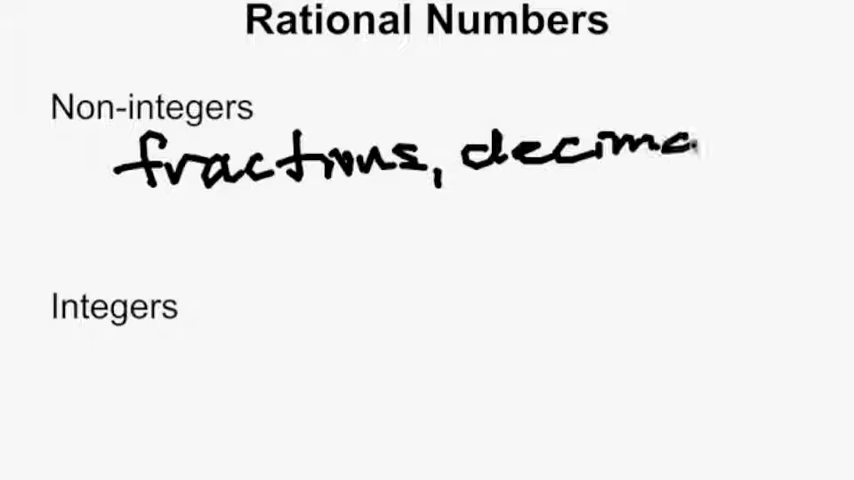 Rational Numbers
Non-integers
fractions, decima
Integers